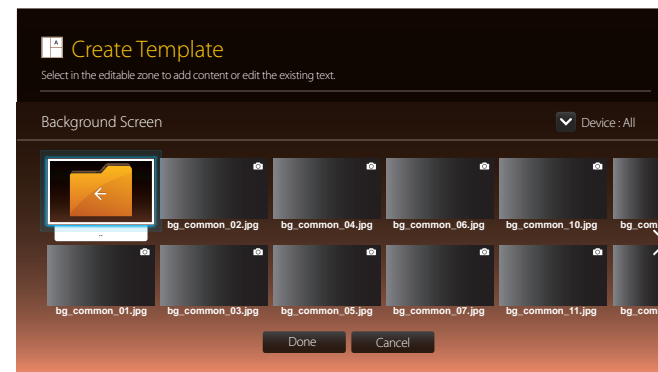 A
Create Template
Select in the editable zone to add content or edit the existing text.
Background Screen
Device : All
..
bg_common_02.jpg bg_common_04.jpg bg_common_06.jpg bg_common_10.jpg bg_com
bg_common_01.jpg bg_common_03.jpg bg_common_05.jpg bg_common_07.jpg bg_common_11.jpg bg_com
Done Cancel